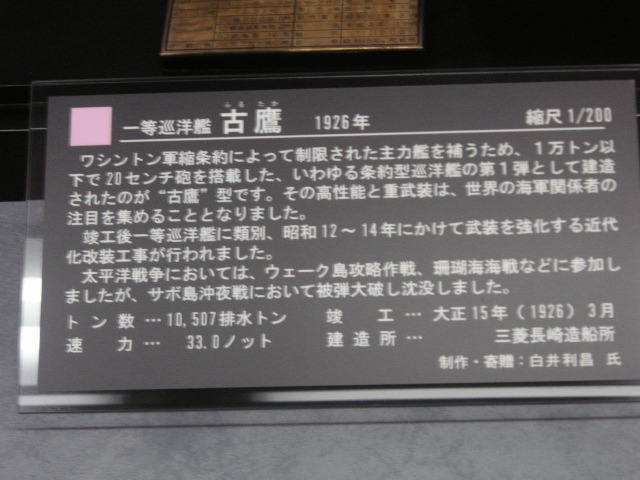 ふるたか
一等巡洋艦 古鷹 1926年 縮尺1/200
ワシントン軍縮条約によって制限された主力艦を補うため、1万トン以
下で20センチ砲を搭載した、いわゆる条約型巡洋艦の第1弾として建造
されたのが“古鷹”型です。その高性能と重武装は、世界の海軍関係者の
注目を集めることとなりました。
竣工後一等巡洋艦に類別、昭和12～14年にかけて武装を強化する近代
化改装工事が行われました。
太平洋戦争においては、ウェーク島攻略作戦、珊瑚海海戦などに参加し
ましたが、サボ島沖夜戦において被弾大破し沈没しました。
トン数…10,507排水トン 竣工…大正15年(1926)3月
速力…33.0ノット 建造所…三菱長崎造船所
制作・寄贈：白井利昌 氏